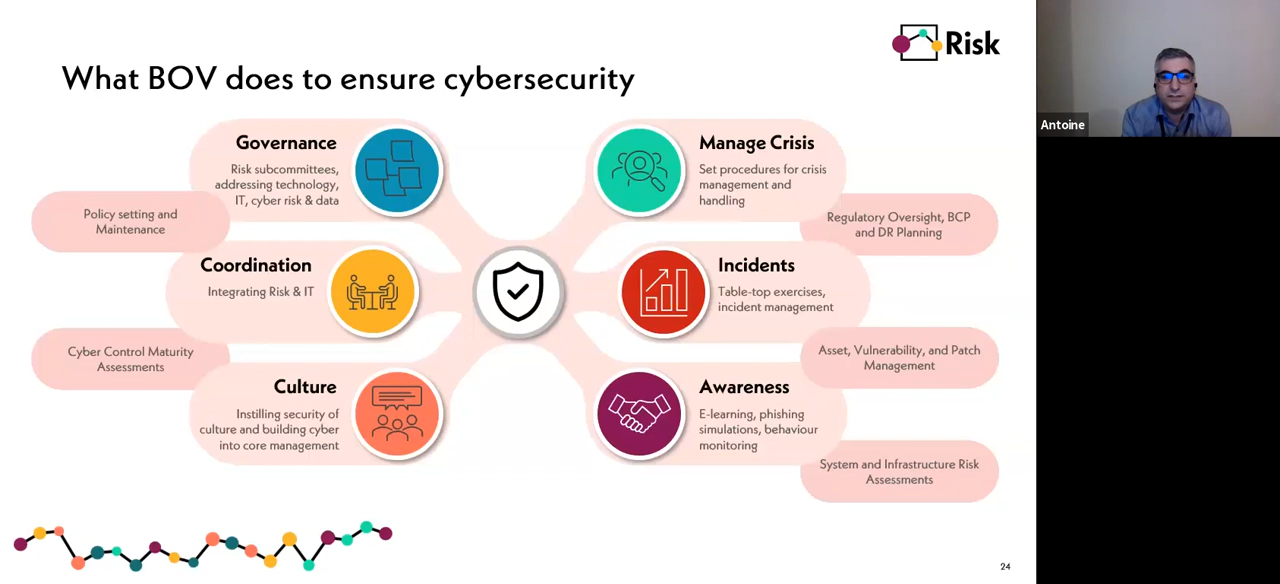 Risk
What BOV does to ensure cybersecurity
Antoine
Governance
Risk subcommittees,
addressing technology,
IT, cyber risk & data
Policy setting and
Maintenance
Coordination
Integrating Risk & IT
Cyber Control Maturity
Assessments
Culture
Instilling security of
culture and building cyber
into core management
Manage Crisis
Set procedures for crisis
management and
handling
Regulatory Oversight, BCP
and DR Planning
Incidents
Table-top exercises,
incident management
Asset, Vulnerability, and Patch
Management
Awareness
E-learning, phishing
simulations, behaviour
monitoring
System and Infrastructure Risk
Assessments
24